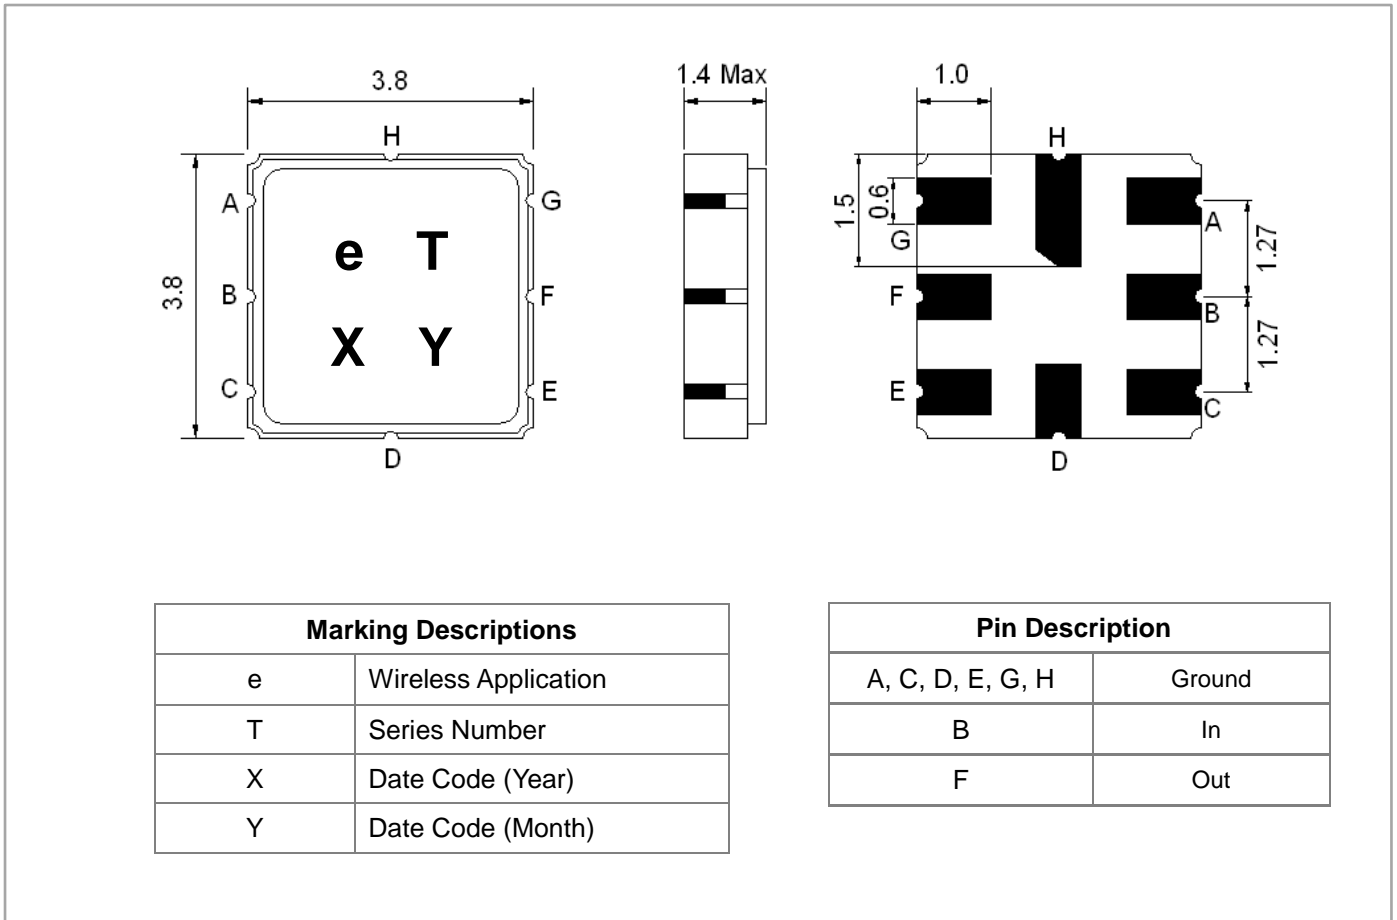 3.8
1.4 Max
1.0
H
H
A
G
e T
3.8
B
F
X Y
C
E
D
1.5
0.6
G
A
1.27
F
B
1.27
E
C
D
Marking Descriptions
e Wireless Application
T Series Number
X Date Code (Year)
Y Date Code (Month)
Pin Description
A, C, D, E, G, H Ground
B In
F Out